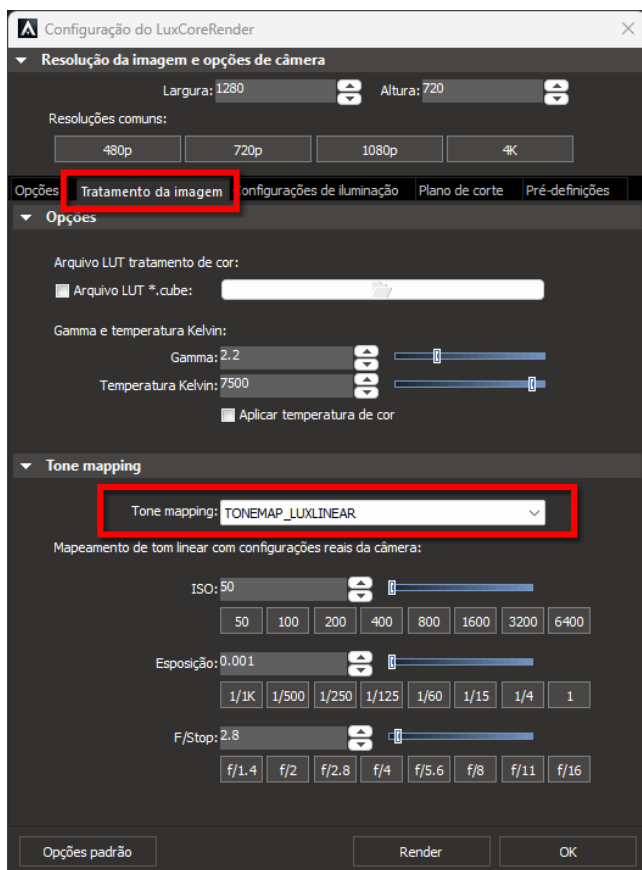 Configuração do LuxCoreRender
Resolução da imagem e opções de câmera
Largura: 1280 Altura: 720
Resoluções comuns:
480p 720p 1080p 4K
Opções Tratamento da imagem Configurações de iluminação Plano de corte Pré-definições
Opções
Arquivo LUT tratamento de cor:
Arquivo LUT *.cube:
Gamma e temperatura Kelvin:
Gamma: 2.2
Temperatura Kelvin: 7500
Aplicar temperatura de cor
Tone mapping
Tone mapping: TONEMAP_LUXLINEAR
Mapeamento de tom linear com configurações reais da câmera:
ISO: 50
50 100 200 400 800 1600 3200 6400
Esposição: 0.001
1/1K 1/500 1/250 1/125 1/60 1/15 1/4 1
F/Stop: 2.8
f/1.4 f/2 f/2.8 f/4 f/5.6 f/8 f/11 f/16
Opções padrão Render OK